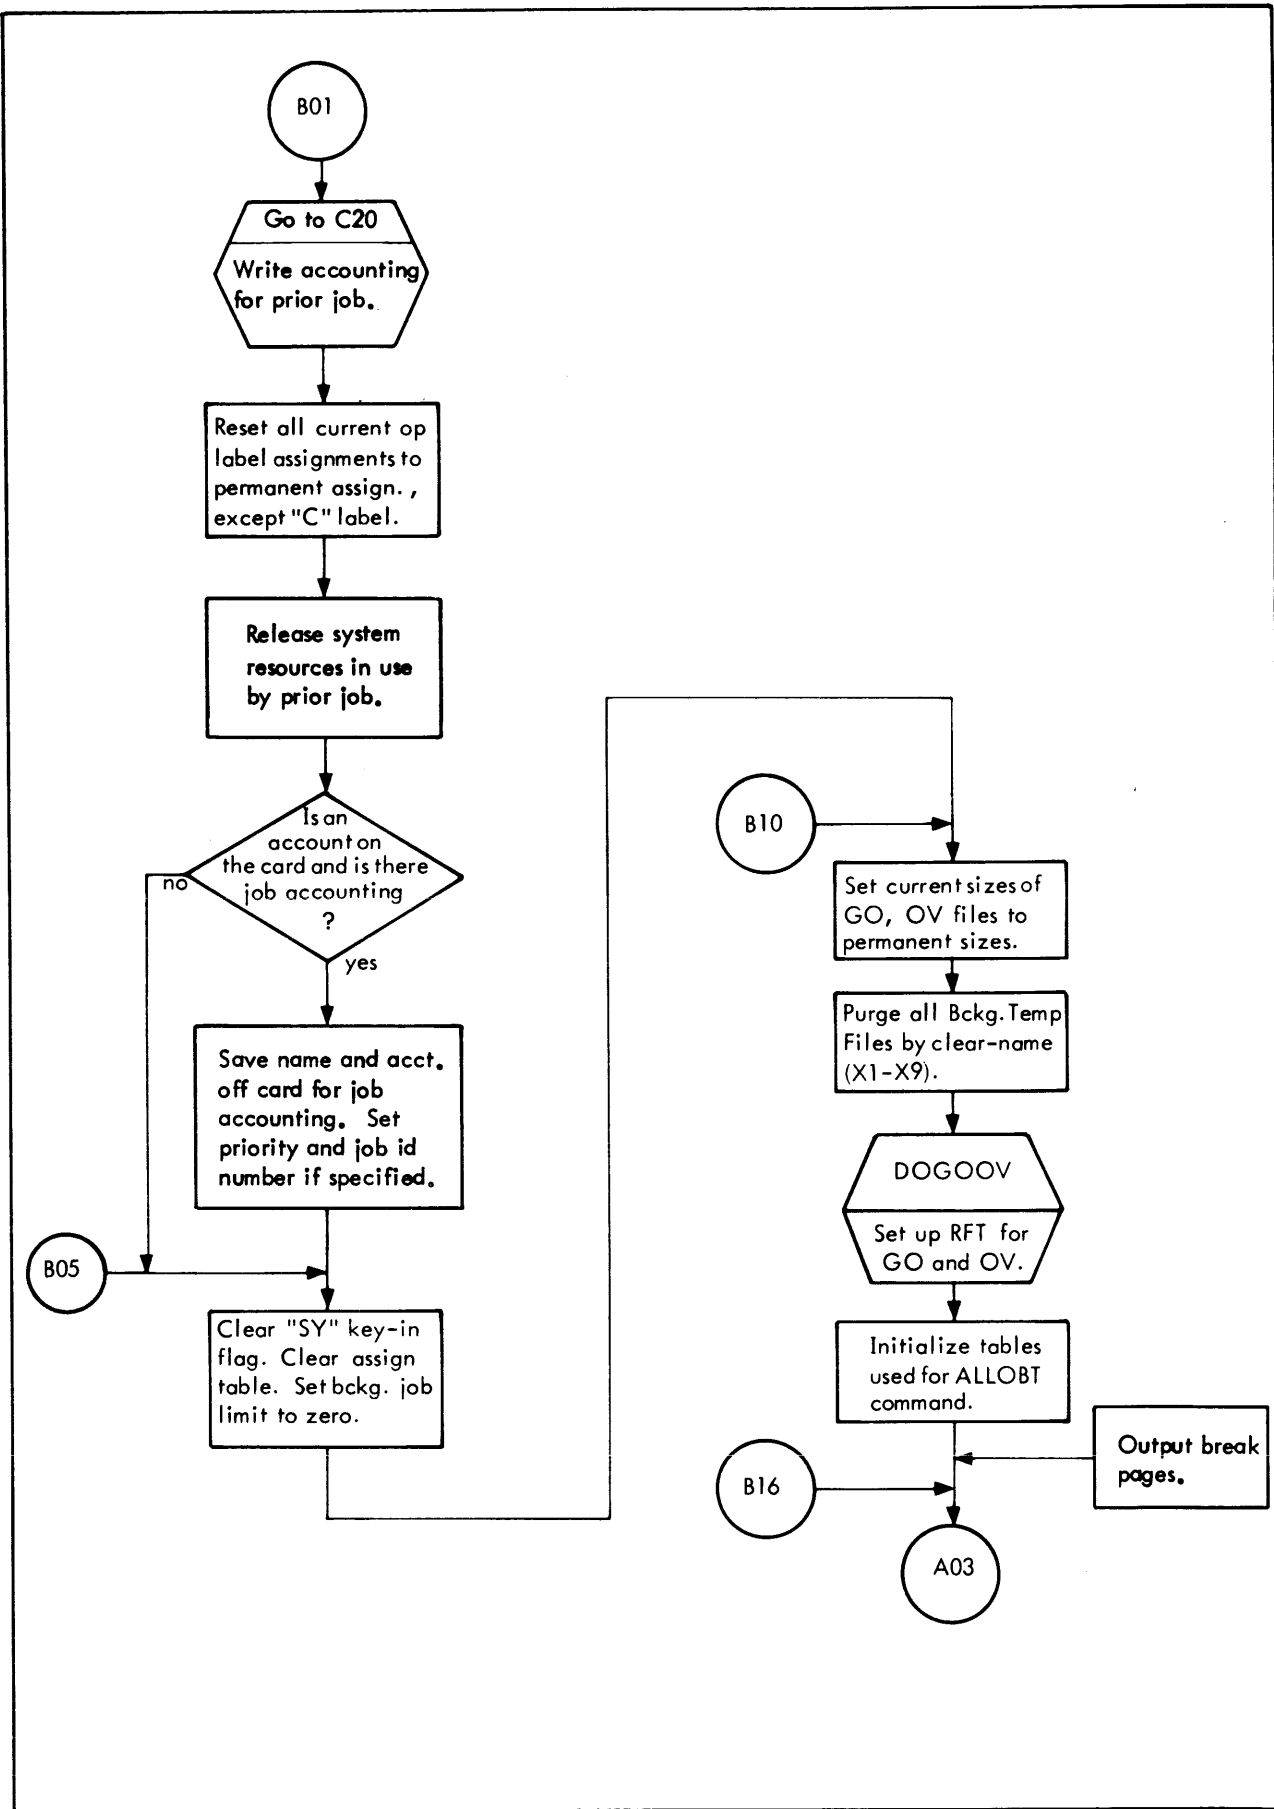 B01
Go to C20
Write accounting
for prior job.
Reset all current op
label assignments to
permanent assign. ,
except "C" label.
Release system
resources in use
by prior job.
Is an
account on
the card and is there
job accounting
?
no
yes
Save name and acct.
off card for job
accounting. Set
priority and job id
number if specified.
B05
Clear "SY" key-in
flag. Clear assign
table. Set bckg. job
limit to zero.
B10
Set current sizes of
GO, OV files to
permanent sizes.
Purge all Bckg. Temp
Files by clear-name
(X1-X9).
DOGOOV
Set up RFT for
GO and OV.
Initialize tables
used for ALLOBT
command.
Output break
pages.
B16
A03